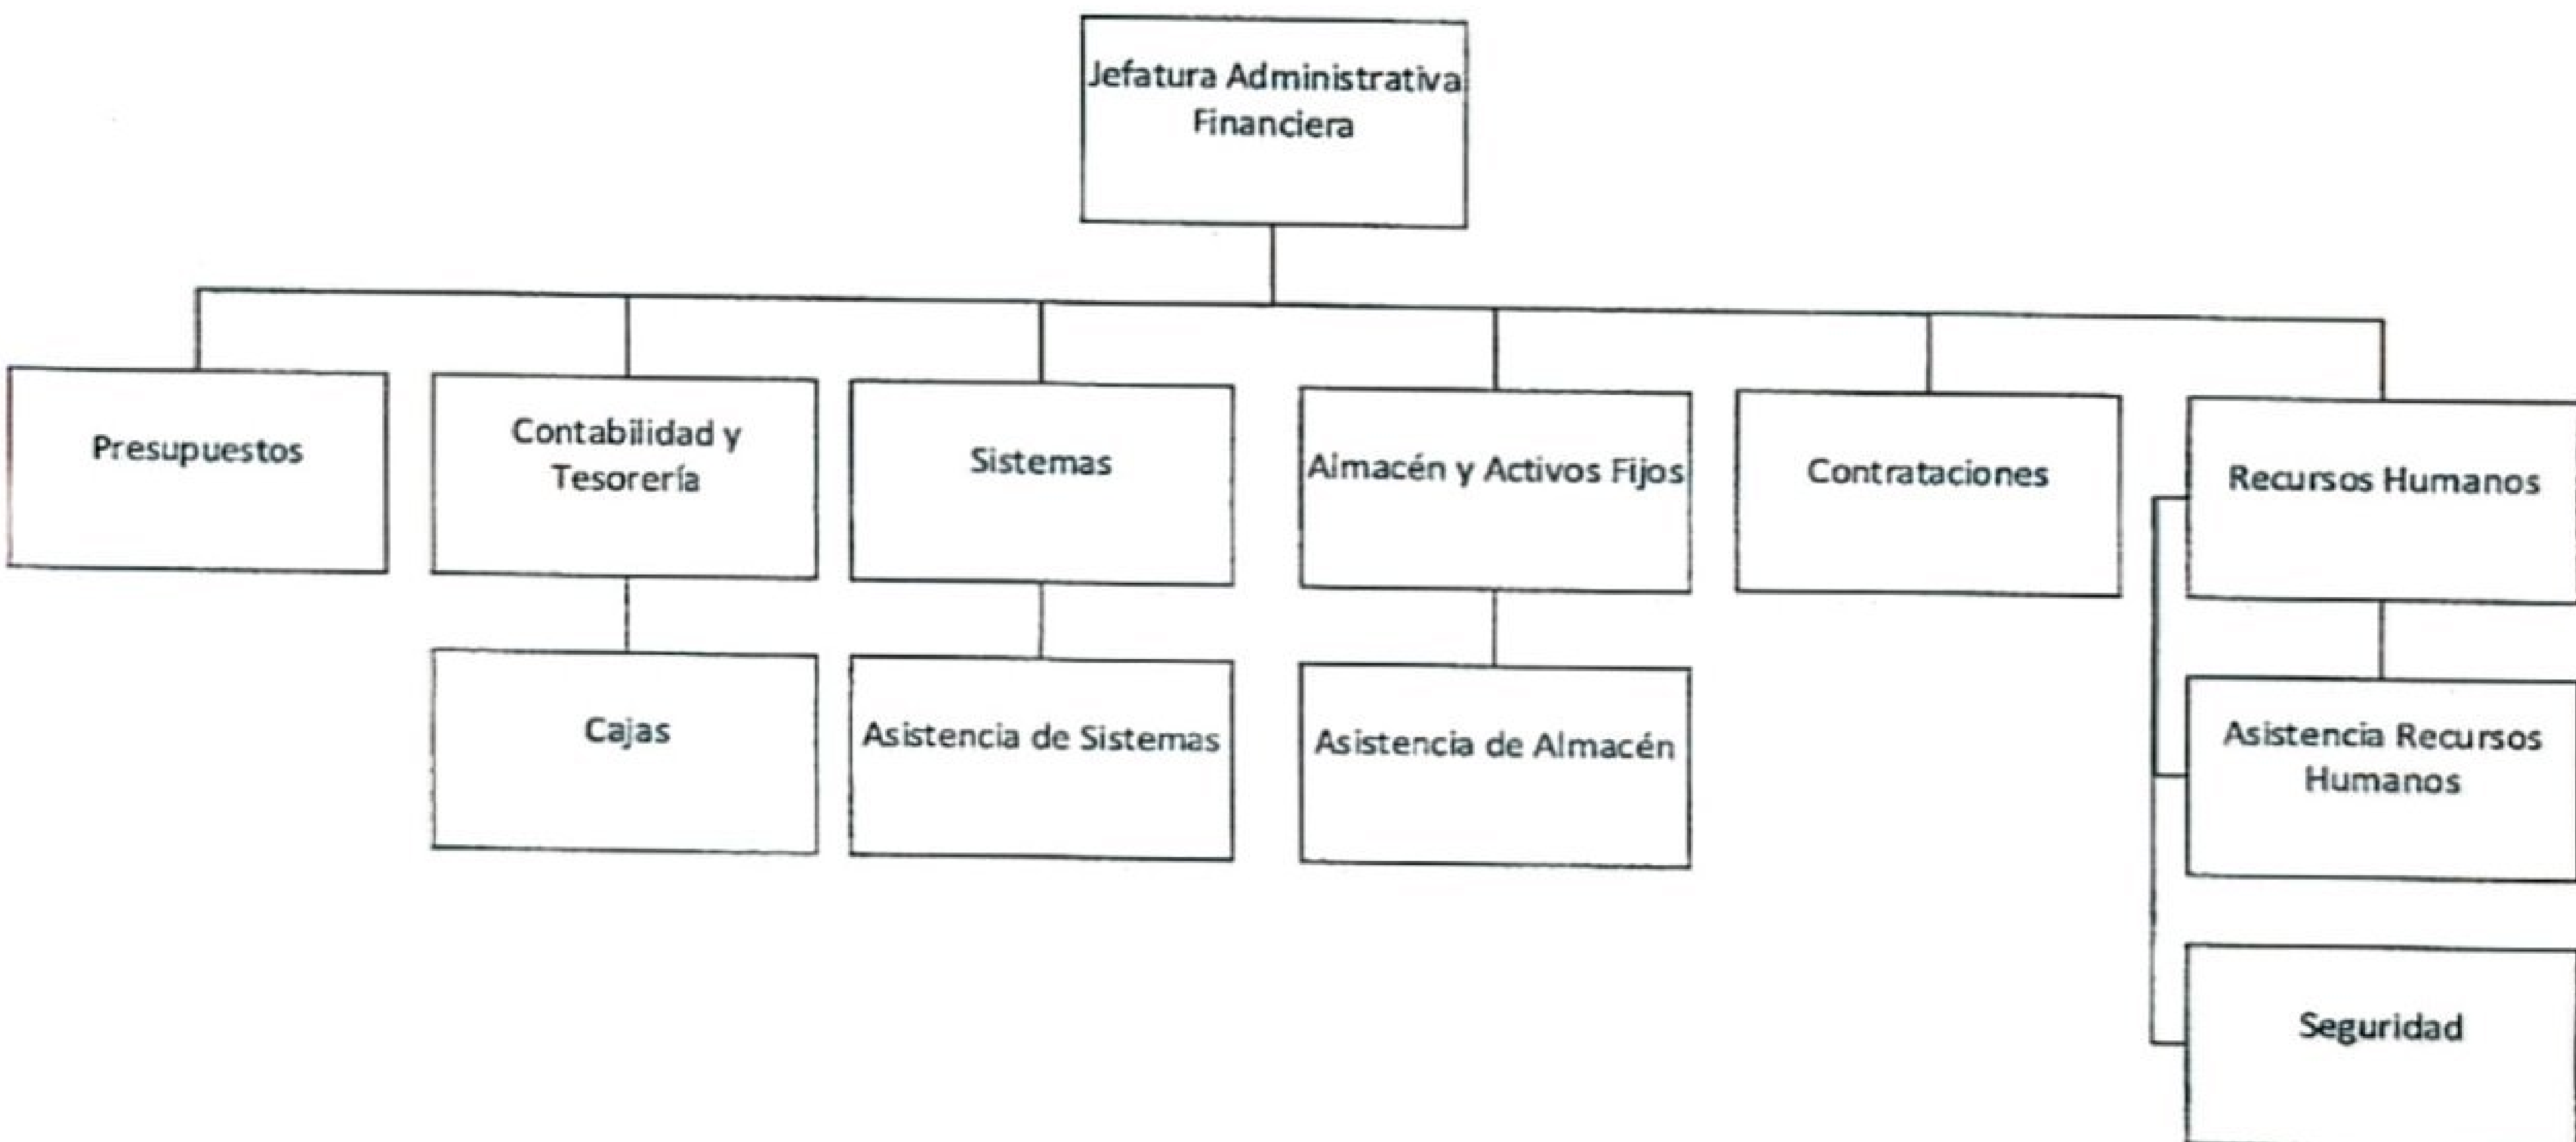 Jefatura Administrativa
Financiera
Presupuestos
Contabilidad y
Tesorería
Sistemas
Almacén y Activos Fijos
Contrataciones
Recursos Humanos
Cajas
Asistencia de Sistemas
Asistencia de Almacén
Asistencia Recursos
Humanos
Seguridad